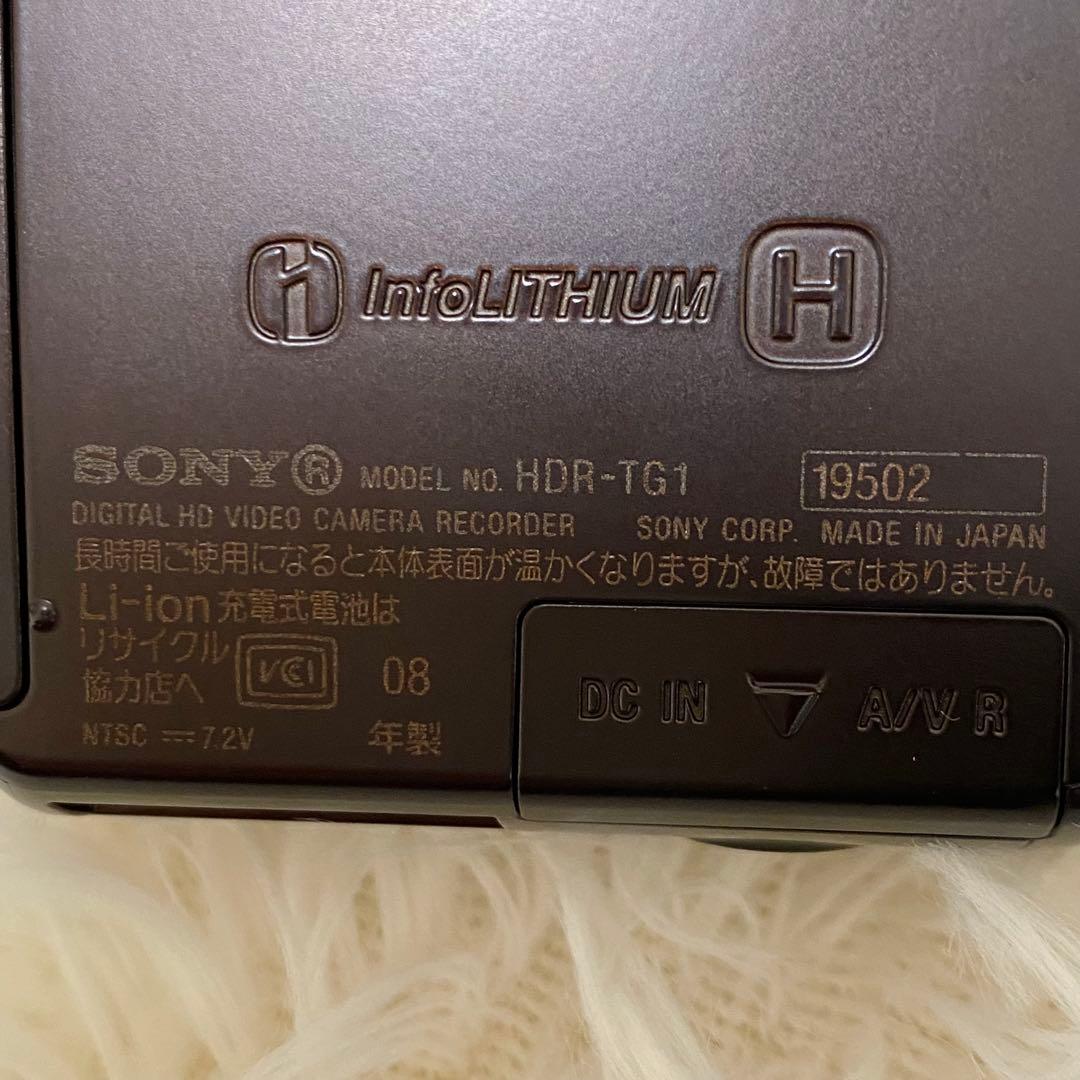 InfoLITHIUM H
SONY® MODEL NO. HDR-TG1 19502
DIGITAL HD VIDEO CAMERA RECORDER SONY CORP. MADE IN JAPAN
長時間ご使用になると本体表面が温かくなりますが、故障ではありません。
Li-ion 充電式電池は
リサイクル
協力店へ
VCI 08
NTSC 7.2V 年製
DC IN A/V R